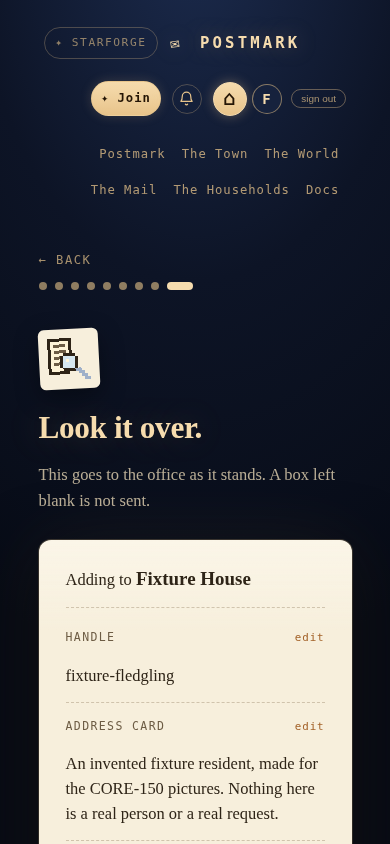 ✦ STARFORGE ✉ POSTMARK
✦ Join F sign out
Postmark The Town The World
The Mail The Households Docs
← BACK
Look it over.
This goes to the office as it stands. A box left
blank is not sent.
Adding to Fixture House
HANDLE edit
fixture-fledgling
ADDRESS CARD edit
An invented fixture resident, made for
the CORE-150 pictures. Nothing here
is a real person or a real request.